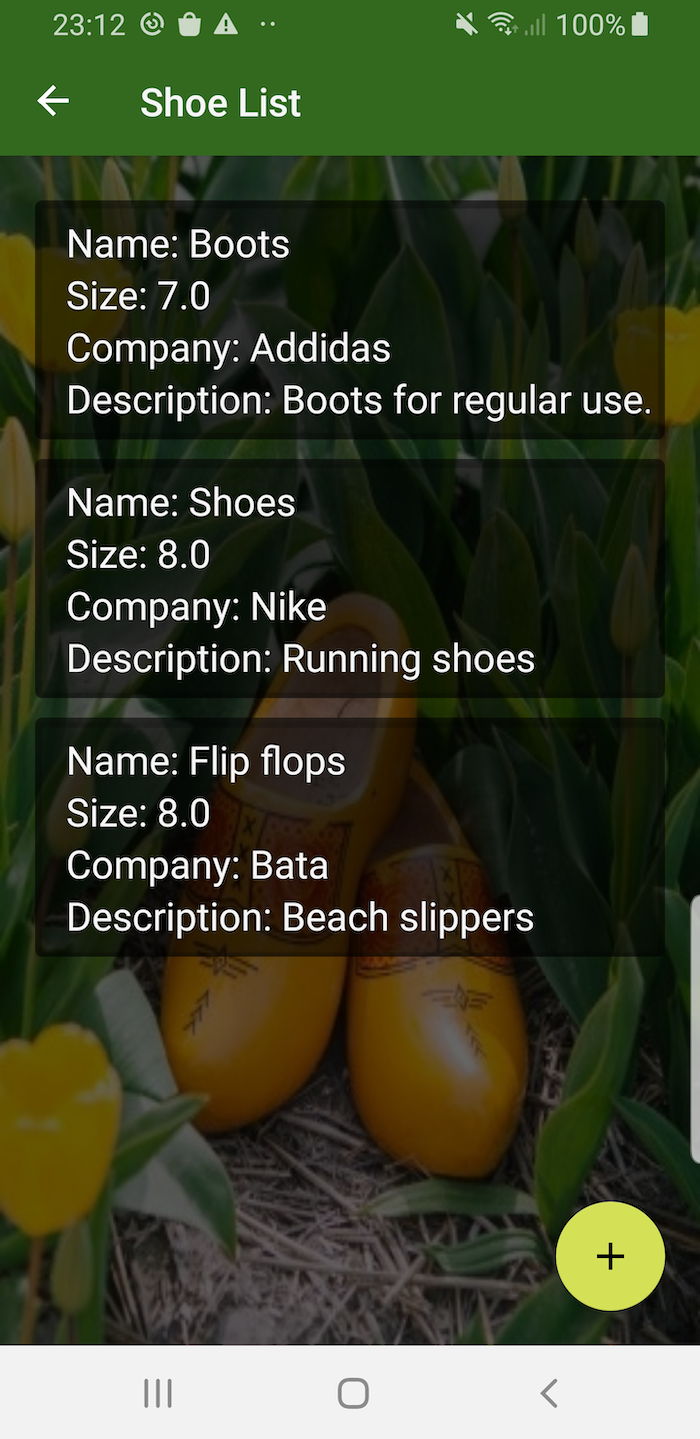 23:12
100%
Shoe List
Name: Boots
Size: 7.0
Company: Addidas
Description: Boots for regular use.
Name: Shoes
Size: 8.0
Company: Nike
Description: Running shoes
Name: Flip flops
Size: 8.0
Company: Bata
Description: Beach slippers
+